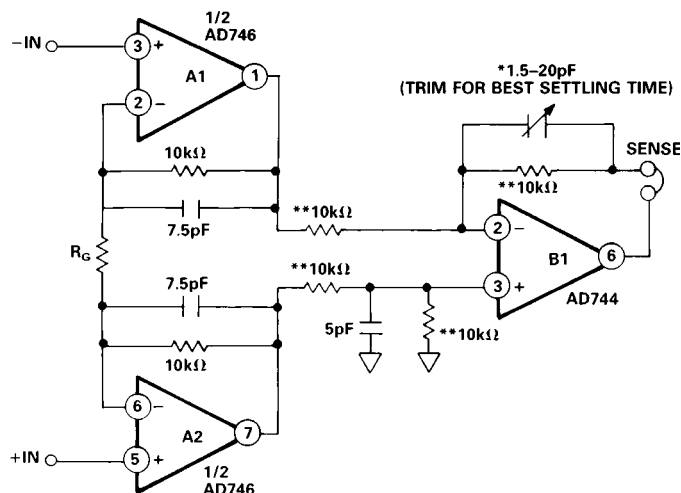 1/2
AD746
–IN
3
+
A1
1
2
–
10kΩ
7.5pF
RG
7.5pF
10kΩ
6
–
A2
7
+IN
5
+
1/2
AD746
*1.5–20pF
(TRIM FOR BEST SETTLING TIME)
SENSE
**10kΩ
**10kΩ
2
–
B1
6
3
+
AD744
**10kΩ
5pF
**10kΩ